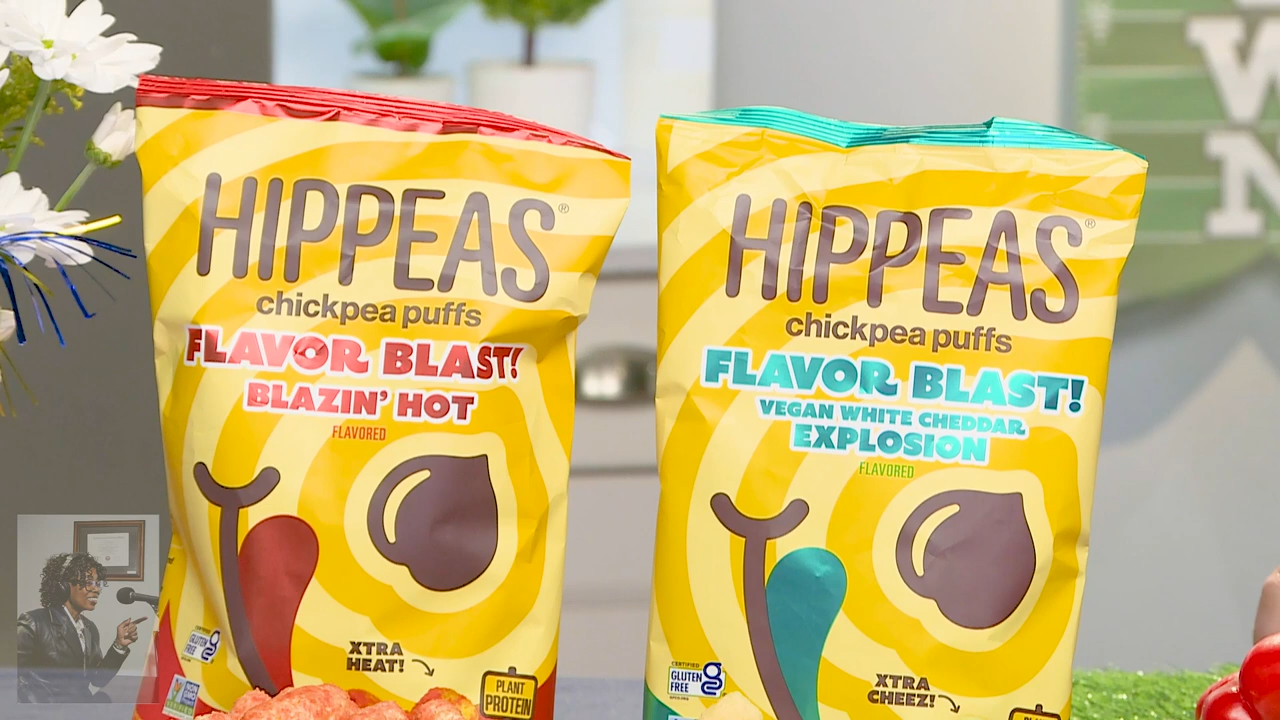 HIPPEAS®
chickpea puffs
FLAVOR BLAST!
BLAZIN' HOT
FLAVORED
XTRA
HEAT!
GLUTEN
FREE
PLANT
PROTEIN
HIPPEAS®
chickpea puffs
FLAVOR BLAST!
VEGAN WHITE CHEDDAR
EXPLOSION
FLAVORED
XTRA
CHEEZ!
CERTIFIED
GLUTEN
FREE
W
N